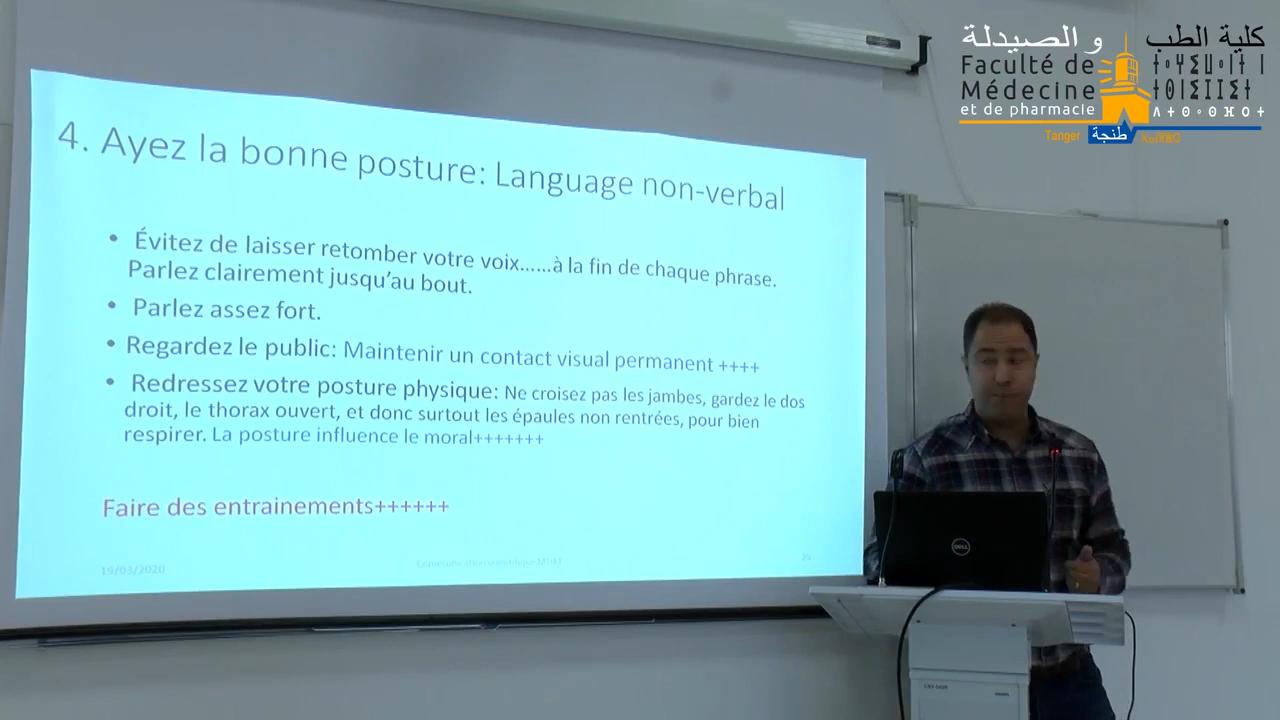 كلية الطب و الصيدلة
Faculté de
Médecine
et de pharmacie
Tanger طنجة
4. Ayez la bonne posture: Language non-verbal
• Évitez de laisser retomber votre voix……à la fin de chaque phrase.
Parlez clairement jusqu’au bout.
• Parlez assez fort.
• Regardez le public: Maintenir un contact visual permanent ++++
• Redressez votre posture physique: Ne croisez pas les jambes, gardez le dos
droit, le thorax ouvert, et donc surtout les épaules non rentrées, pour bien
respirer. La posture influence le moral+++++++
Faire des entrainements++++++
19/03/2020
DELL